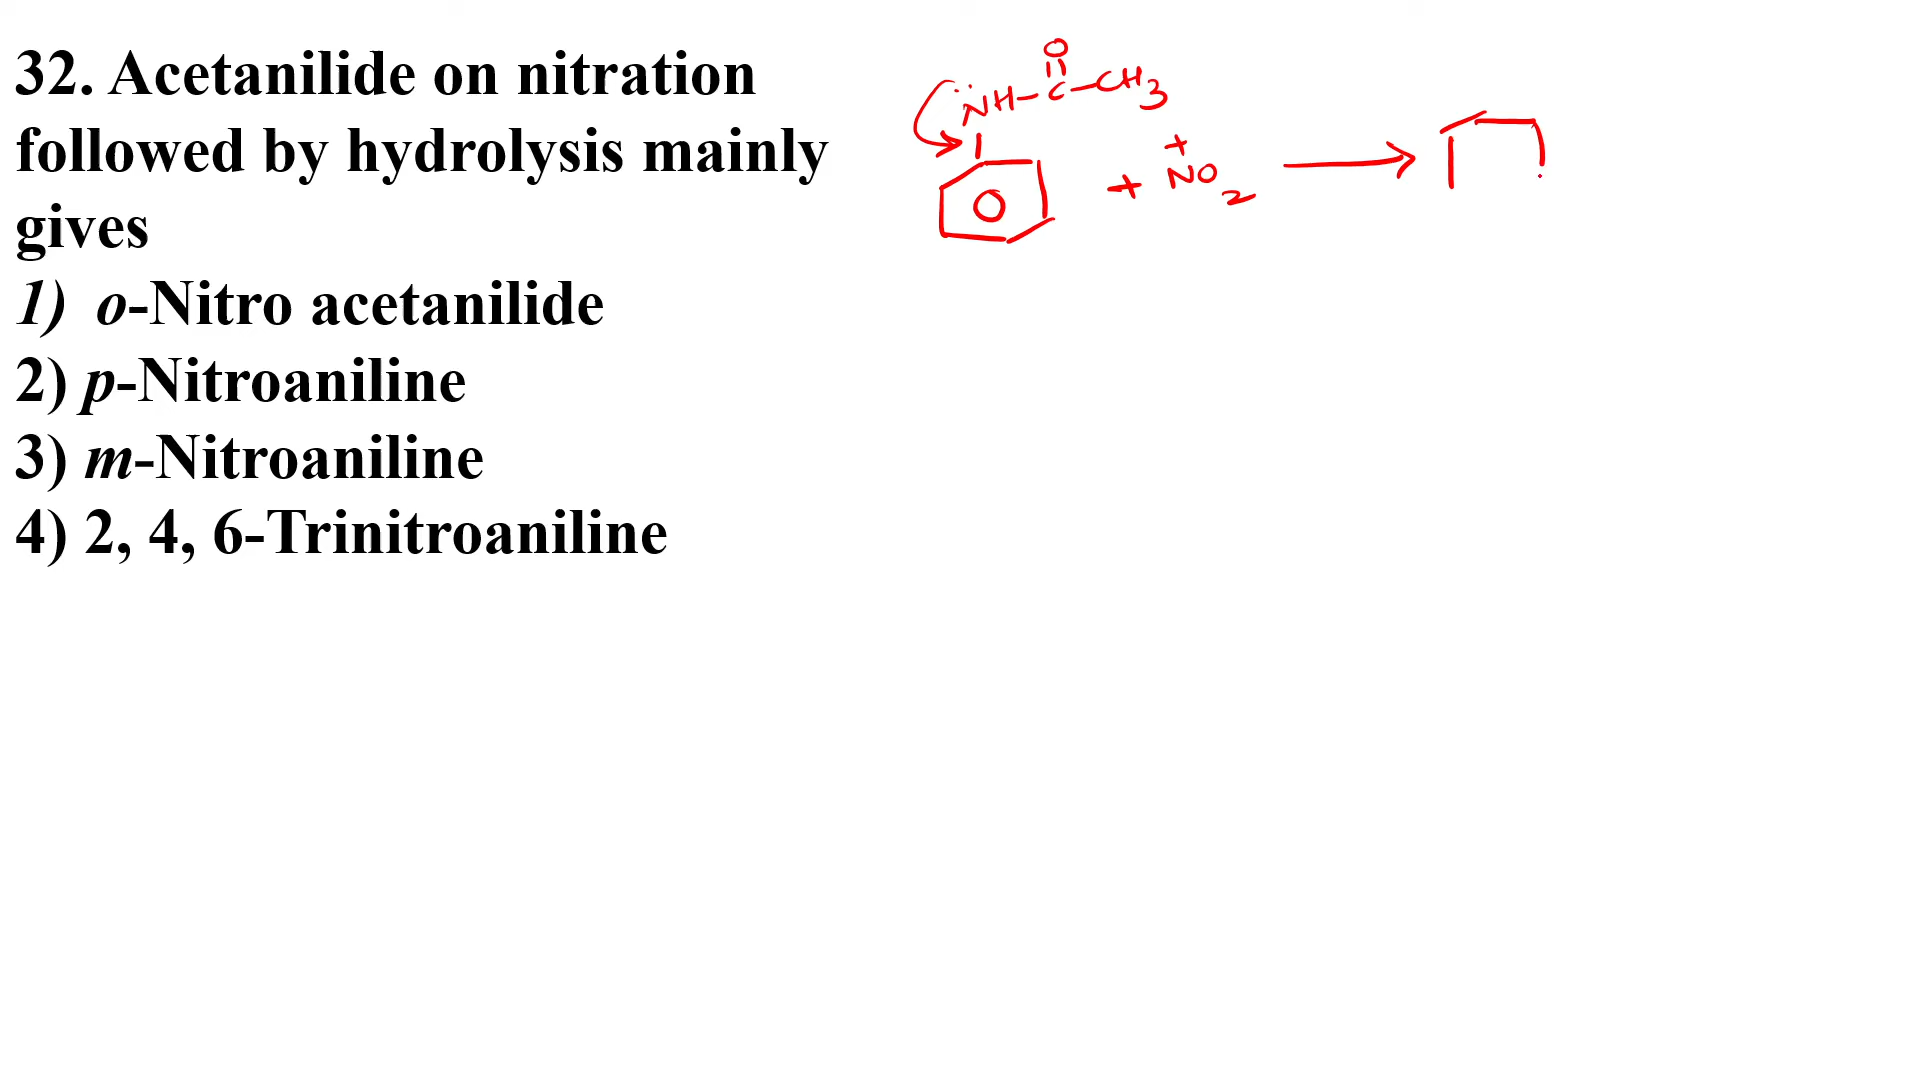 32. Acetanilide on nitration
followed by hydrolysis mainly
gives
1) o-Nitro acetanilide
2) p-Nitroaniline
3) m-Nitroaniline
4) 2, 4, 6-Trinitroaniline
O
NH-C-CH3
+ NO2 +